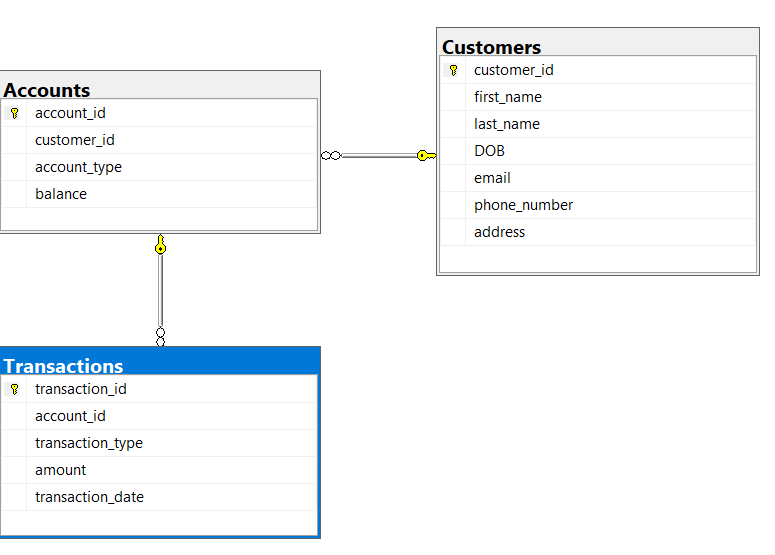 Customers
customer_id
first_name
last_name
DOB
email
phone_number
address
Accounts
account_id
customer_id
account_type
balance
Transactions
transaction_id
account_id
transaction_type
amount
transaction_date